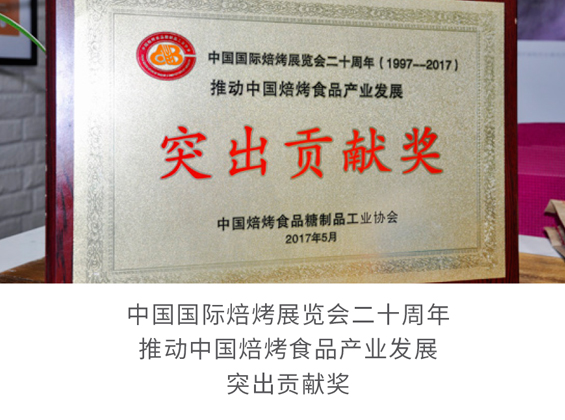 中国国际焙烤展览会二十周年（1997---2017）
推动中国焙烤食品产业发展
突出贡献奖
中国焙烤食品糖制品工业协会
2017年5月
中国国际焙烤展览会二十周年
推动中国焙烤食品产业发展
突出贡献奖